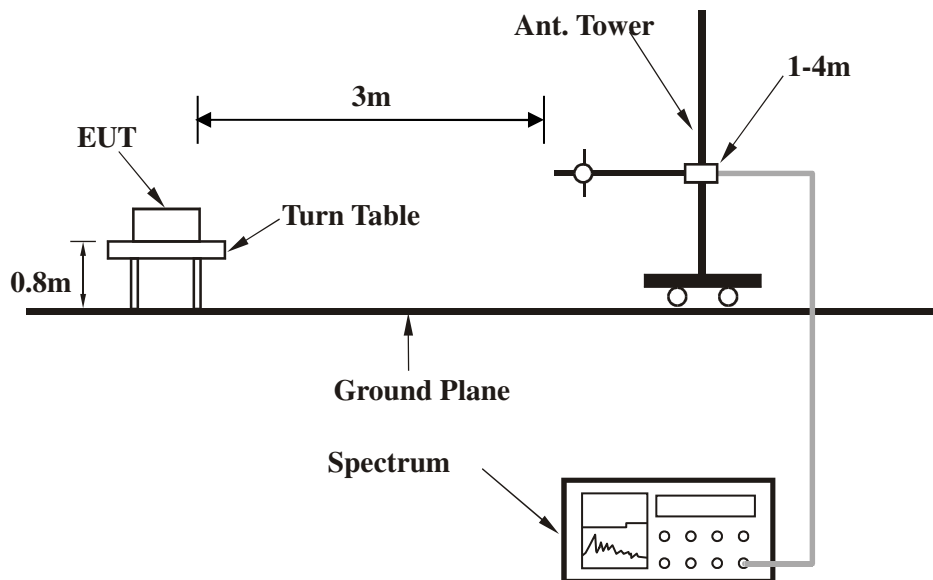 Ant. Tower
1-4m
3m
EUT
Turn Table
0.8m
Ground Plane
Spectrum